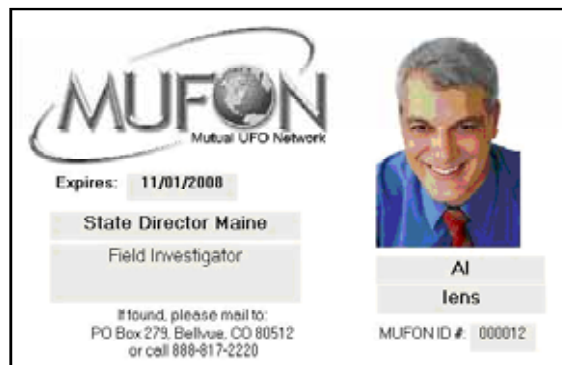 MUFON
Mutual UFO Network
Expires: 11/01/2008
State Director Maine
Field Investigator
If found, please mail to:
PO Box 279, Bellvue, CO 80512
or call 888-817-2220
Al
Iens
MUFON ID #: 000012